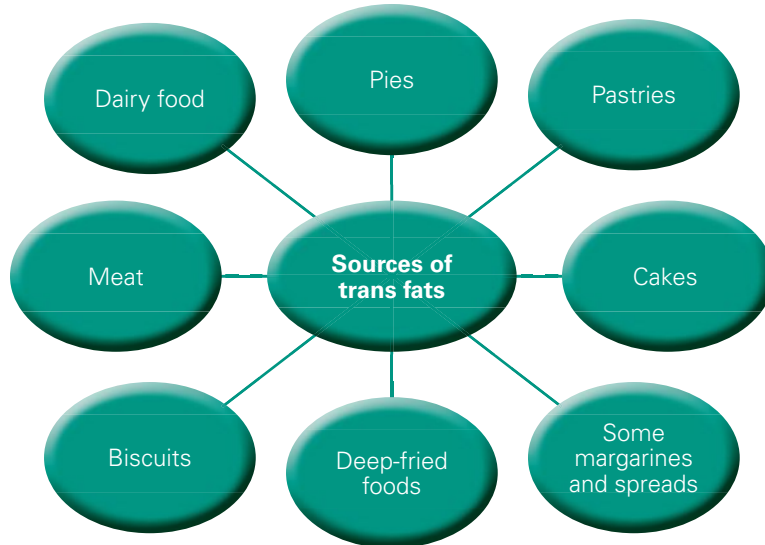 Dairy food
Pies
Pastries
Meat
Sources of
trans fats
Cakes
Biscuits
Deep-fried
foods
Some
margarines
and spreads